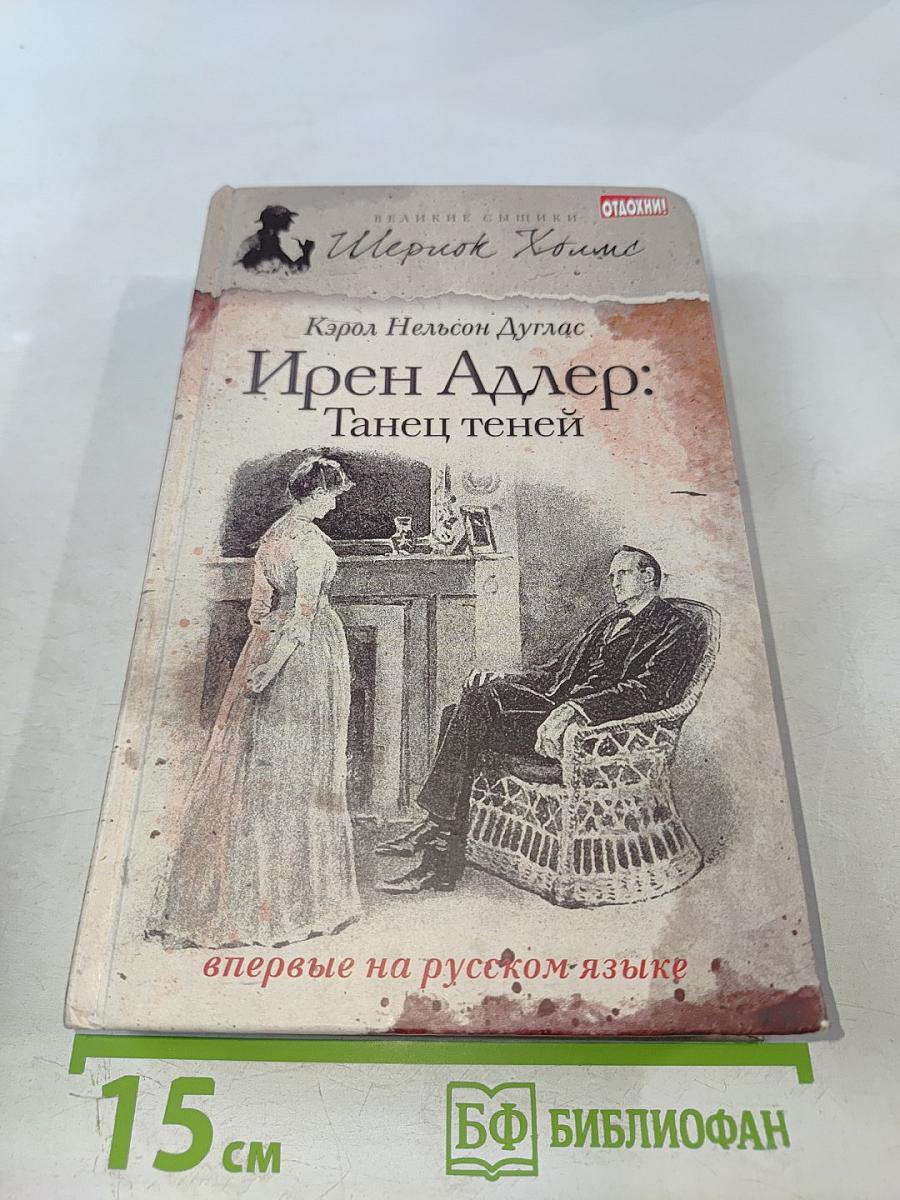 ВЕЛИКИЕ СЫЩИКИ
ОТДОХНИ!
Шерлок Холмс
Кэрол Нельсон Дуглас
Ирен Адлер:
Танец теней
впервые на русском языке
15 см
БФ БИБЛИОФАН